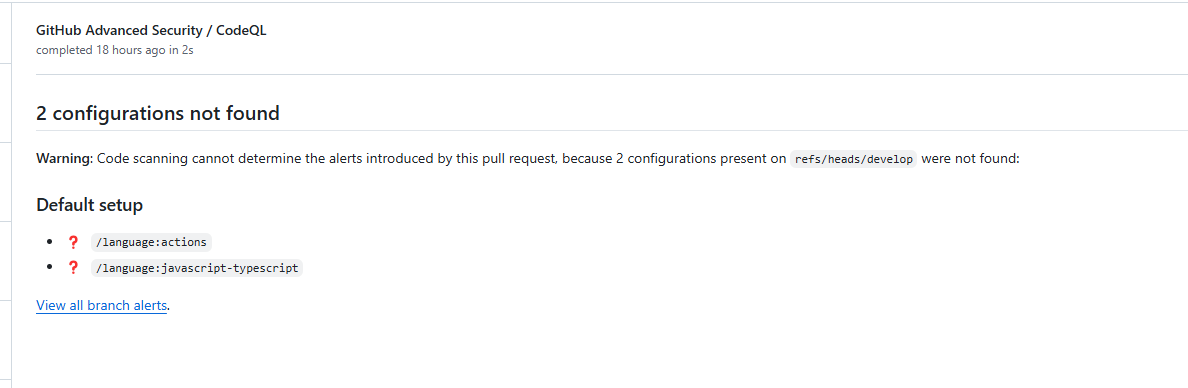 GitHub Advanced Security / CodeQL
completed 18 hours ago in 2s
2 configurations not found
Warning: Code scanning cannot determine the alerts introduced by this pull request, because 2 configurations present on refs/heads/develop were not found:
Default setup
• ❓ /language:actions
• ❓ /language:javascript-typescript
View all branch alerts.